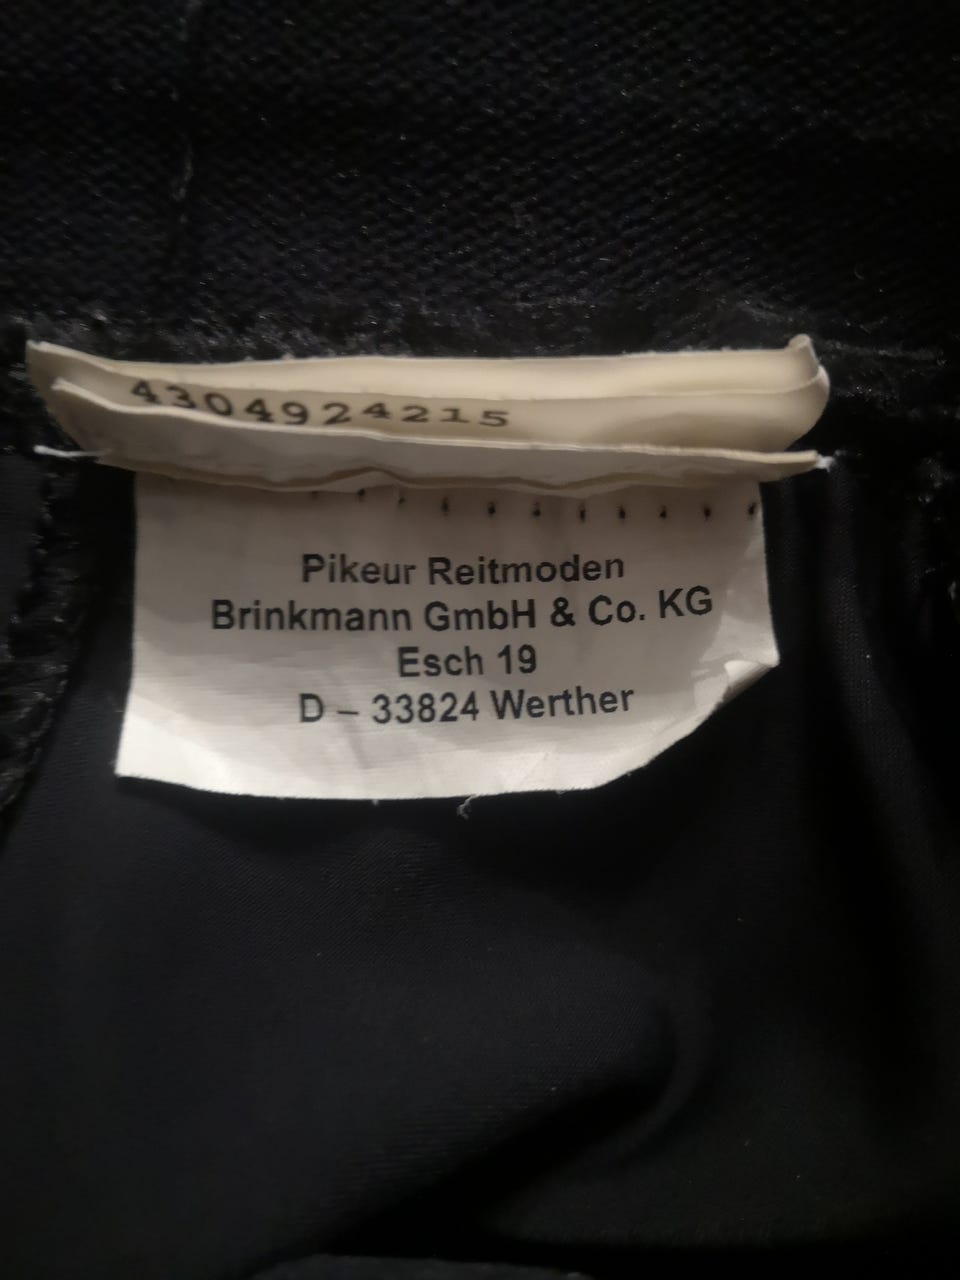 4304924215
Pikeur Reitmoden
Brinkmann GmbH & Co. KG
Esch 19
D – 33824 Werther